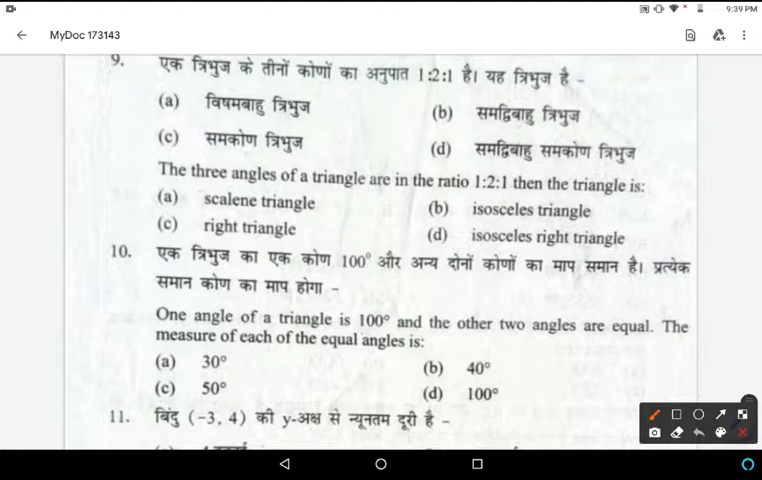 9:39 PM
MyDoc 173143
9. एक त्रिभुज के तीनों कोणों का अनुपात 1:2:1 है। यह त्रिभुज है –
(a) विषमबाहु त्रिभुज (b) समद्विबाहु त्रिभुज
(c) समकोण त्रिभुज (d) समद्विबाहु समकोण त्रिभुज
The three angles of a triangle are in the ratio 1:2:1 then the triangle is:
(a) scalene triangle (b) isosceles triangle
(c) right triangle (d) isosceles right triangle
10. एक त्रिभुज का एक कोण 100° और अन्य दोनों कोणों का माप समान है। प्रत्येक
समान कोण का माप होगा –
One angle of a triangle is 100° and the other two angles are equal. The
measure of each of the equal angles is:
(a) 30° (b) 40°
(c) 50° (d) 100°
11. बिंदु (–3, 4) की y-अक्ष से न्यूनतम दूरी है –